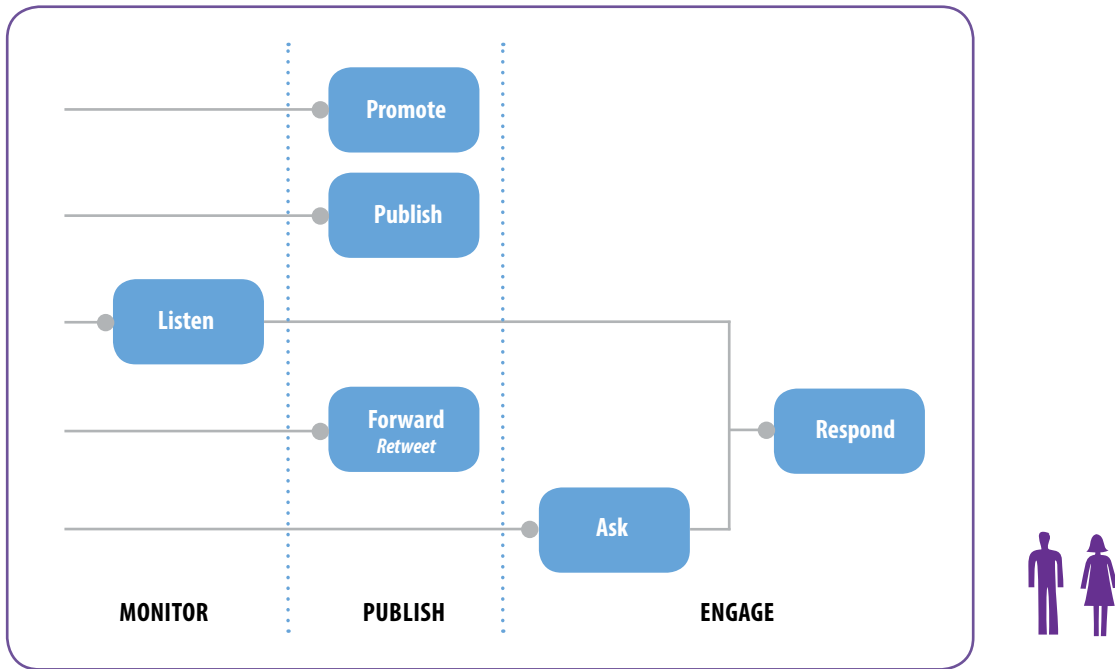 Promote
Publish
Listen
Forward
Retweet
Respond
Ask
MONITOR
PUBLISH
ENGAGE